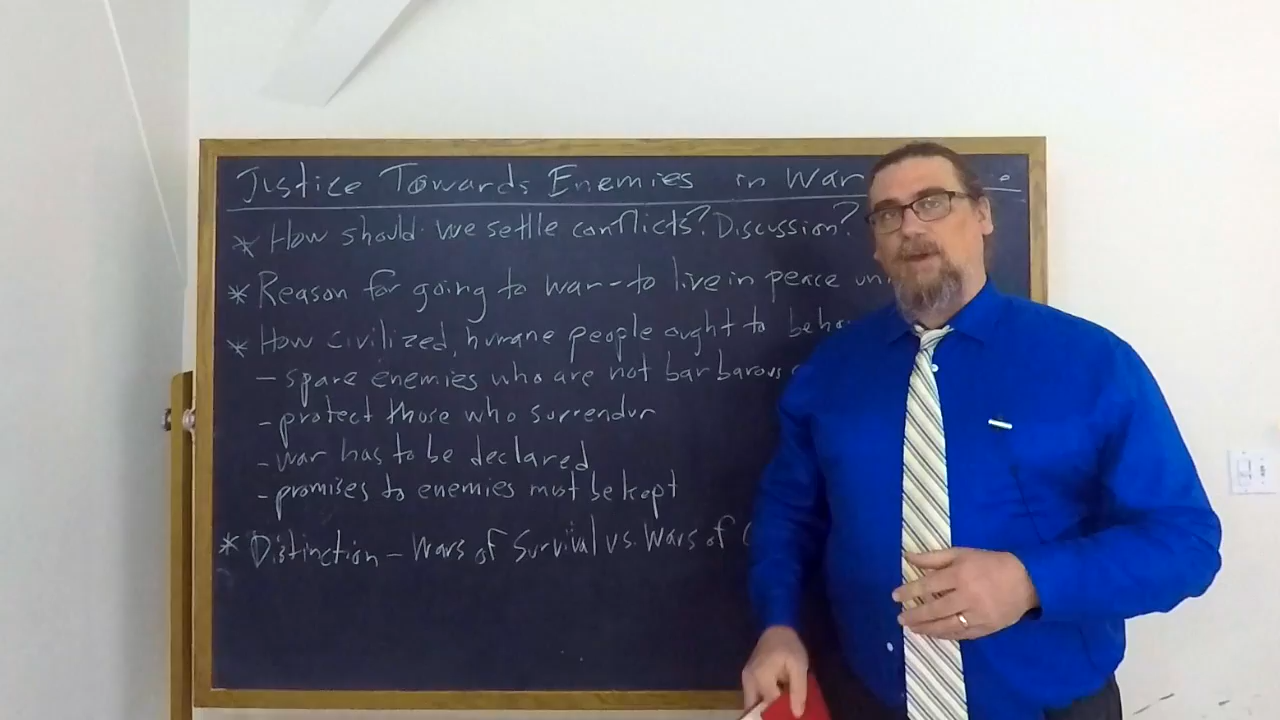 Justice Towards Enemies in War
* How should we settle conflicts? Discussion?
* Reason for going to war - to live in peace
* How civilized, humane people ought to
- spare enemies who are not barbarous
- protect those who surrendur
- war has to be declared
- promises to enemies must be kept
* Distinction - Wars of Survival vs. Wars of